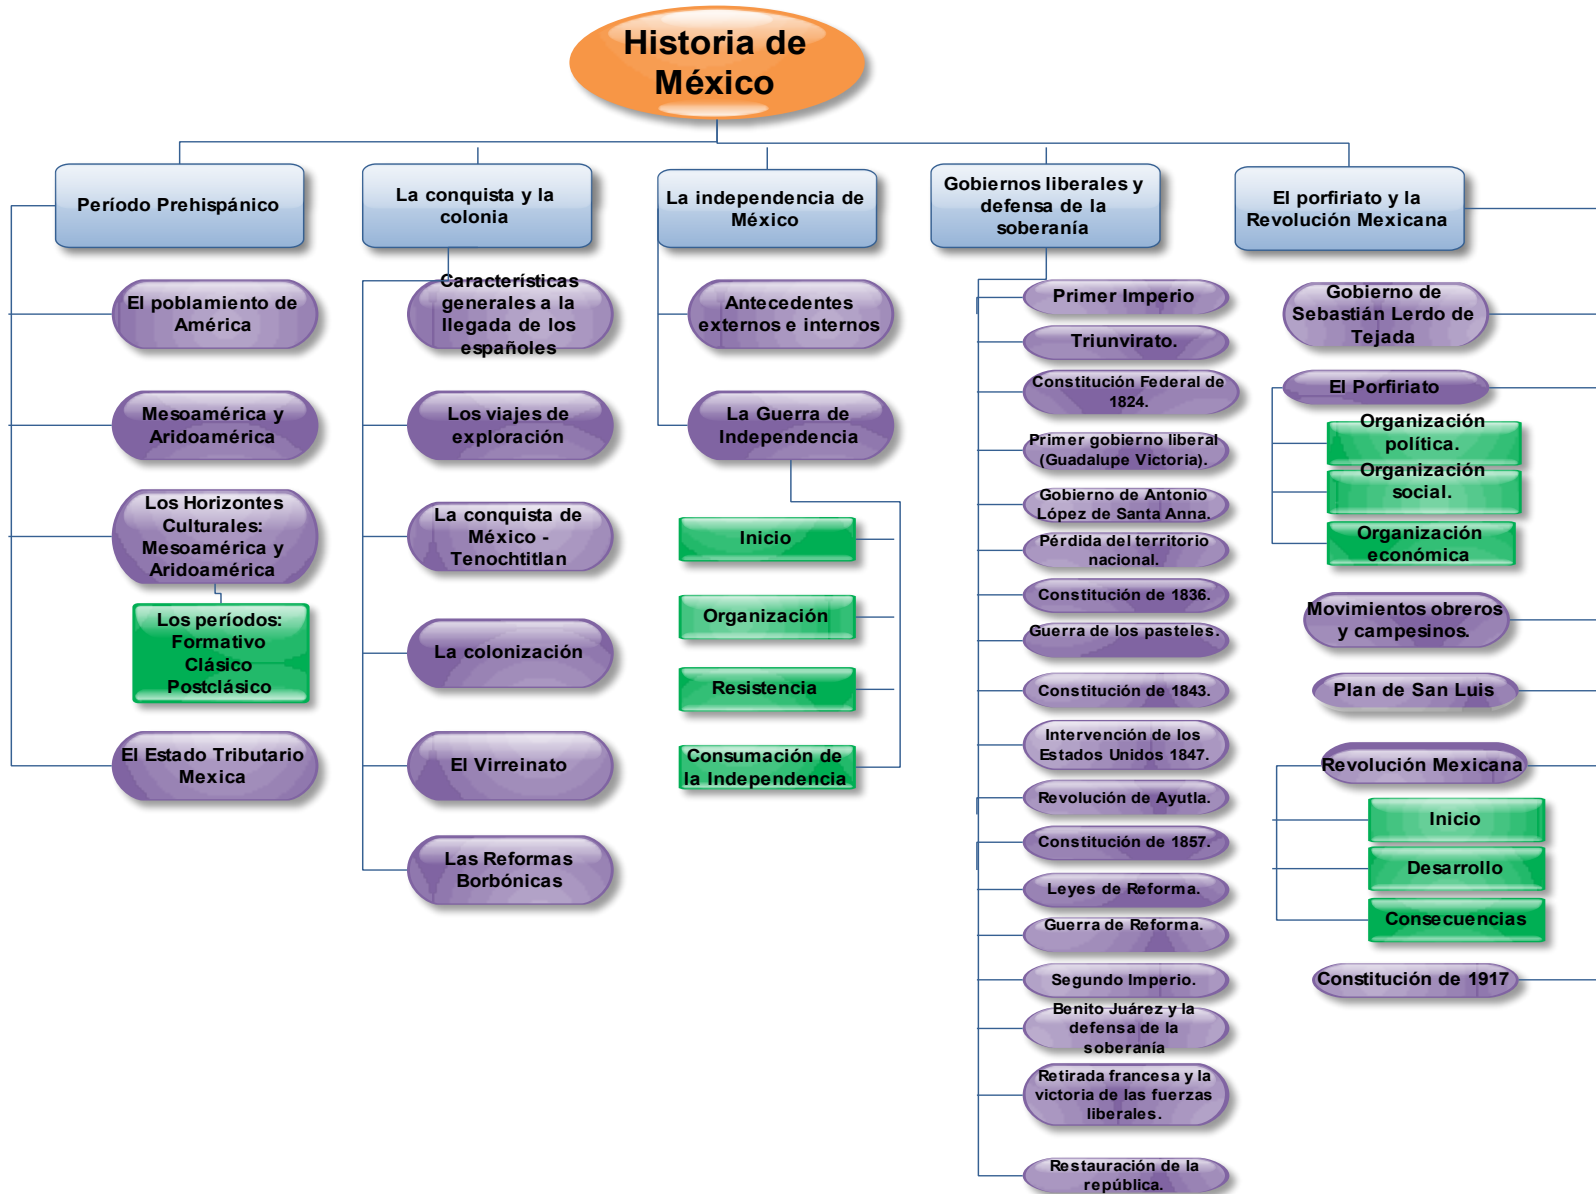 Historia de
México
Período Prehispánico
El poblamiento de
América
Mesoamérica y
Aridoamérica
Los Horizontes
Culturales:
Mesoamérica y
Aridoamérica
Los períodos:
Formativo
Clásico
Postclásico
El Estado Tributario
Mexica
La conquista y la
colonia
Características
generales a la
llegada de los
españoles
Los viajes de
exploración
La conquista de
México -
Tenochtitlan
La colonización
El Virreinato
Las Reformas
Borbónicas
La independencia de
México
Antecedentes
externos e internos
La Guerra de
Independencia
Inicio
Organización
Resistencia
Consumación de
la Independencia
Gobiernos liberales y
defensa de la
soberanía
Primer Imperio
Triunvirato.
Constitución Federal de
1824.
Primer gobierno liberal
(Guadalupe Victoria).
Gobierno de Antonio
López de Santa Anna.
Pérdida del territorio
nacional.
Constitución de 1836.
Guerra de los pasteles.
Constitución de 1843.
Intervención de los
Estados Unidos 1847.
Revolución de Ayutla.
Constitución de 1857.
Leyes de Reforma.
Guerra de Reforma.
Segundo Imperio.
Benito Juárez y la
defensa de la
soberanía
Retirada francesa y la
victoria de las fuerzas
liberales.
Restauración de la
república.
El porfiriato y la
Revolución Mexicana
Gobierno de
Sebastián Lerdo de
Tejada
El Porfiriato
Organización
política.
Organización
social.
Organización
económica
Movimientos obreros
y campesinos.
Plan de San Luis
Revolución Mexicana
Inicio
Desarrollo
Consecuencias
Constitución de 1917